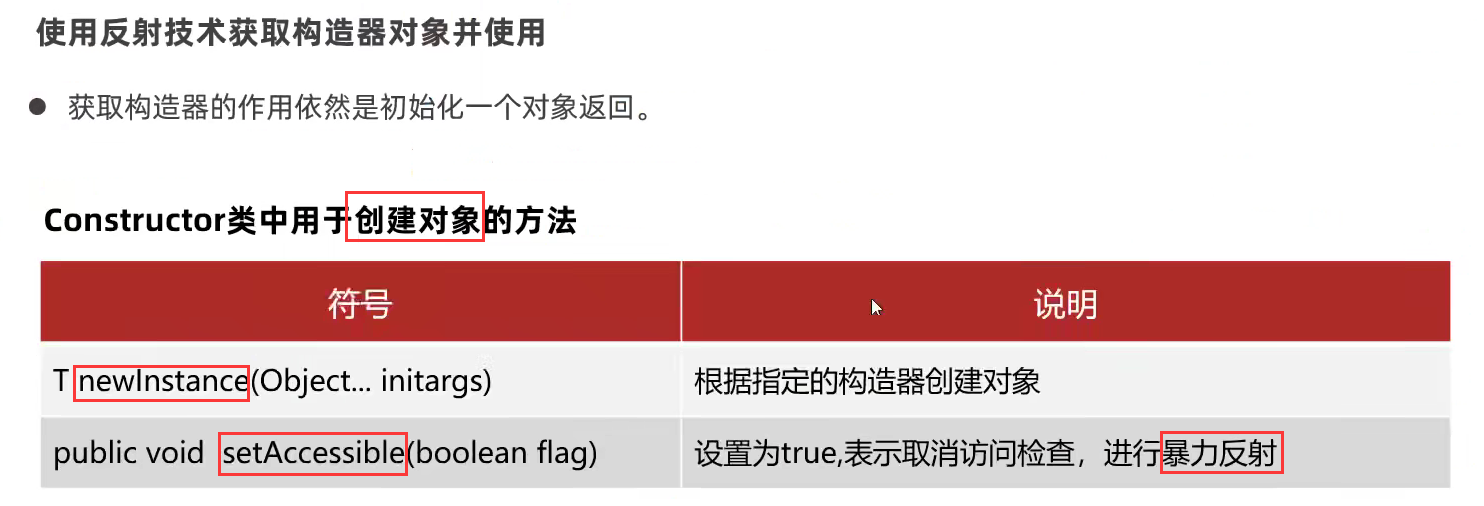 使用反射技术获取构造器对象并使用
● 获取构造器的作用依然是初始化一个对象返回。
Constructor类中用于创建对象的方法
符号 说明
T newInstance(Object... initargs) 根据指定的构造器创建对象
public void setAccessible(boolean flag) 设置为true,表示取消访问检查，进行暴力反射